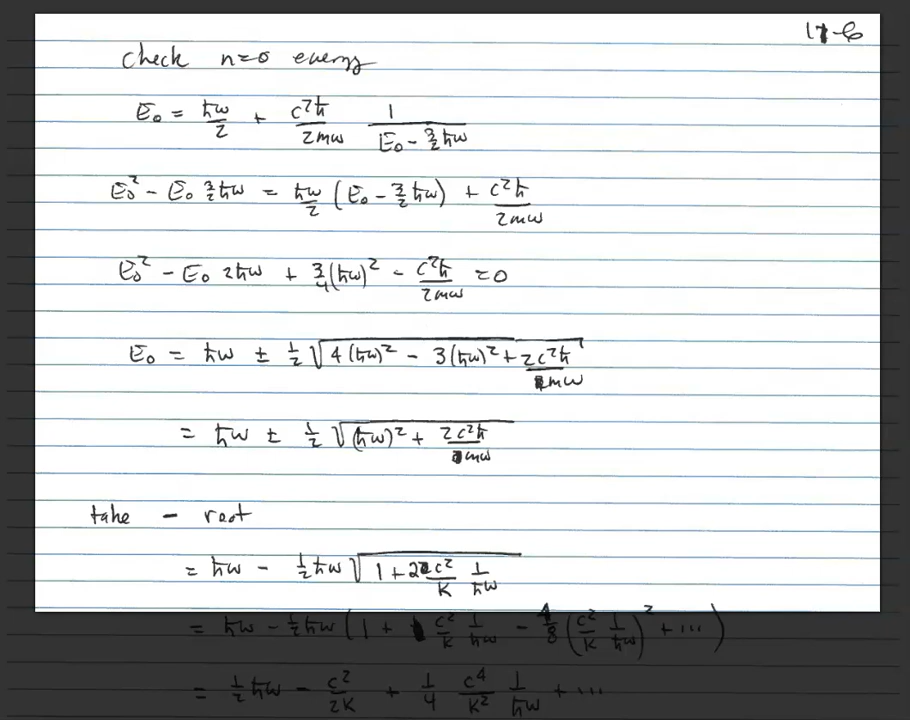 17-6
check n=0 energy
E₀ = ħω/2 + c²ħ/2mω 1/(E₀ - 3/2 ħω)
E₀² - E₀ 3/2 ħω = ħω/2 (E₀ - 3/2 ħω) + c²ħ/2mω
E₀² - E₀ 2ħω + 3/4 (ħω)² - c²ħ/2mω = 0
E₀ = ħω ± 1/2 √(4(ħω)² - 3(ħω)² + 2c²ħ/mω)
= ħω ± 1/2 √((ħω)² + 2c²ħ/mω)
take - root
= ħω - 1/2 ħω √(1 + 2 c²/K 1/ħω)
= ħω - 1/2 ħω (1 + c²/K 1/ħω - 4/8 (c²/K 1/ħω)² + ...)
= 1/2 ħω - c²/2K + 1/4 c⁴/K² 1/ħω + ...